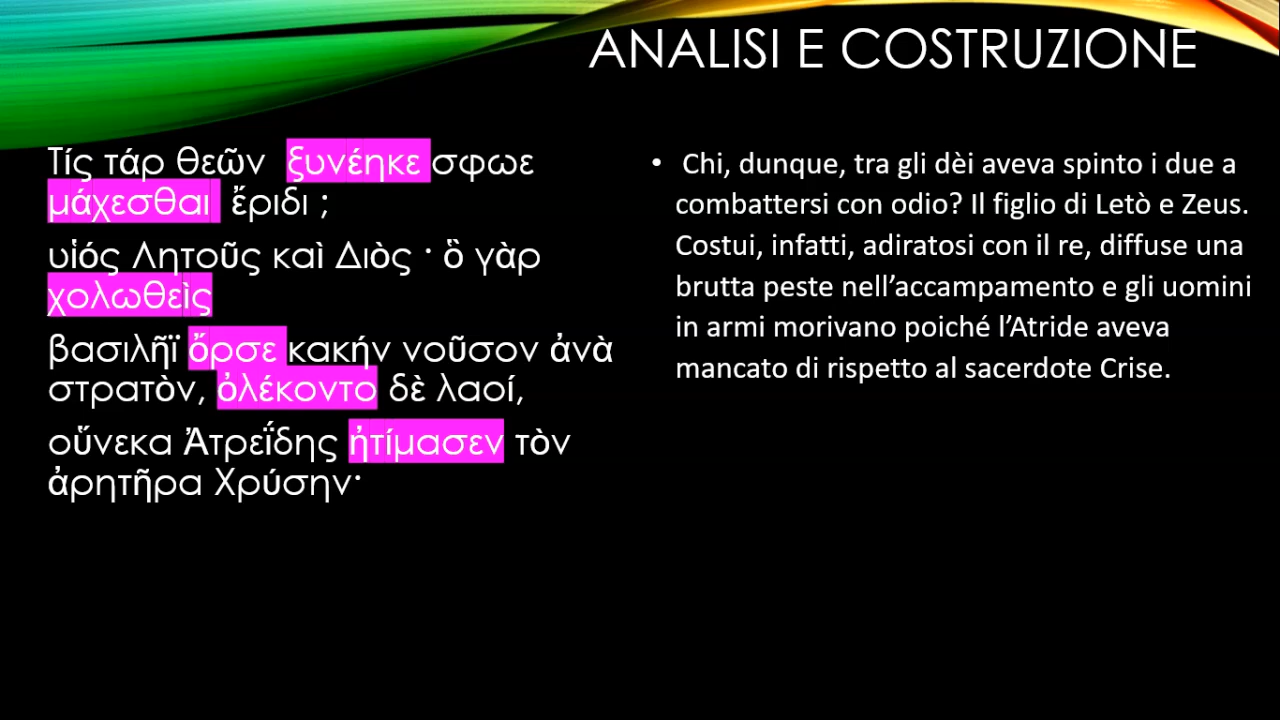 ANALISI E COSTRUZIONE
Τίς τάρ θεῶν ξυνέηκε σφωε
μάχεσθαι ἔριδι ;
υἱός Λητοῦς καὶ Διὸς · ὃ γὰρ
χολωθεὶς
βασιλῆϊ ὄρσε κακήν νοῦσον ἀνὰ
στρατὸν, ὀλέκοντο δὲ λαοί,
οὕνεκα Ἀτρεΐδης ἠτίμασεν τὸν
ἀρητῆρα Χρύσην·
• Chi, dunque, tra gli dèi aveva spinto i due a
combattersi con odio? Il figlio di Letò e Zeus.
Costui, infatti, adiratosi con il re, diffuse una
brutta peste nell’accampamento e gli uomini
in armi morivano poiché l’Atride aveva
mancato di rispetto al sacerdote Crise.